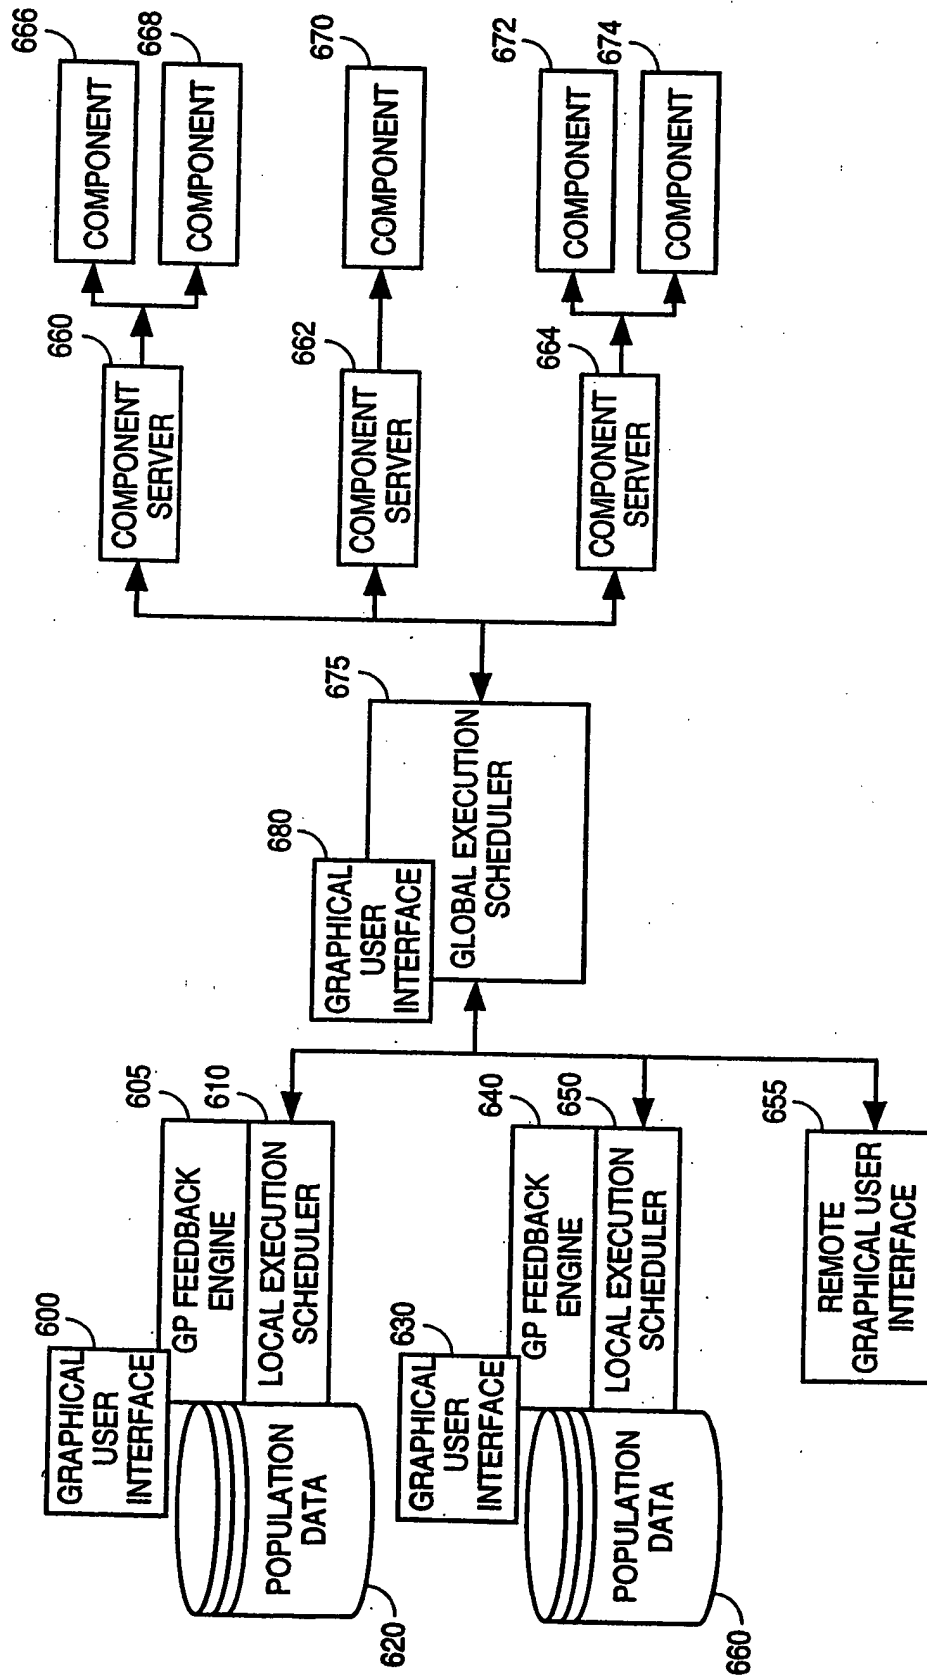 600
GRAPHICAL
USER
INTERFACE
605
GP FEEDBACK
ENGINE
610
LOCAL EXECUTION
SCHEDULER
POPULATION
DATA
620
630
GRAPHICAL
USER
INTERFACE
640
GP FEEDBACK
ENGINE
650
LOCAL EXECUTION
SCHEDULER
POPULATION
DATA
660
655
REMOTE
GRAPHICAL USER
INTERFACE
680
GRAPHICAL
USER
INTERFACE
675
GLOBAL EXECUTION
SCHEDULER
660
COMPONENT
SERVER
662
COMPONENT
SERVER
664
COMPONENT
SERVER
666
COMPONENT
668
COMPONENT
670
COMPONENT
672
COMPONENT
674
COMPONENT